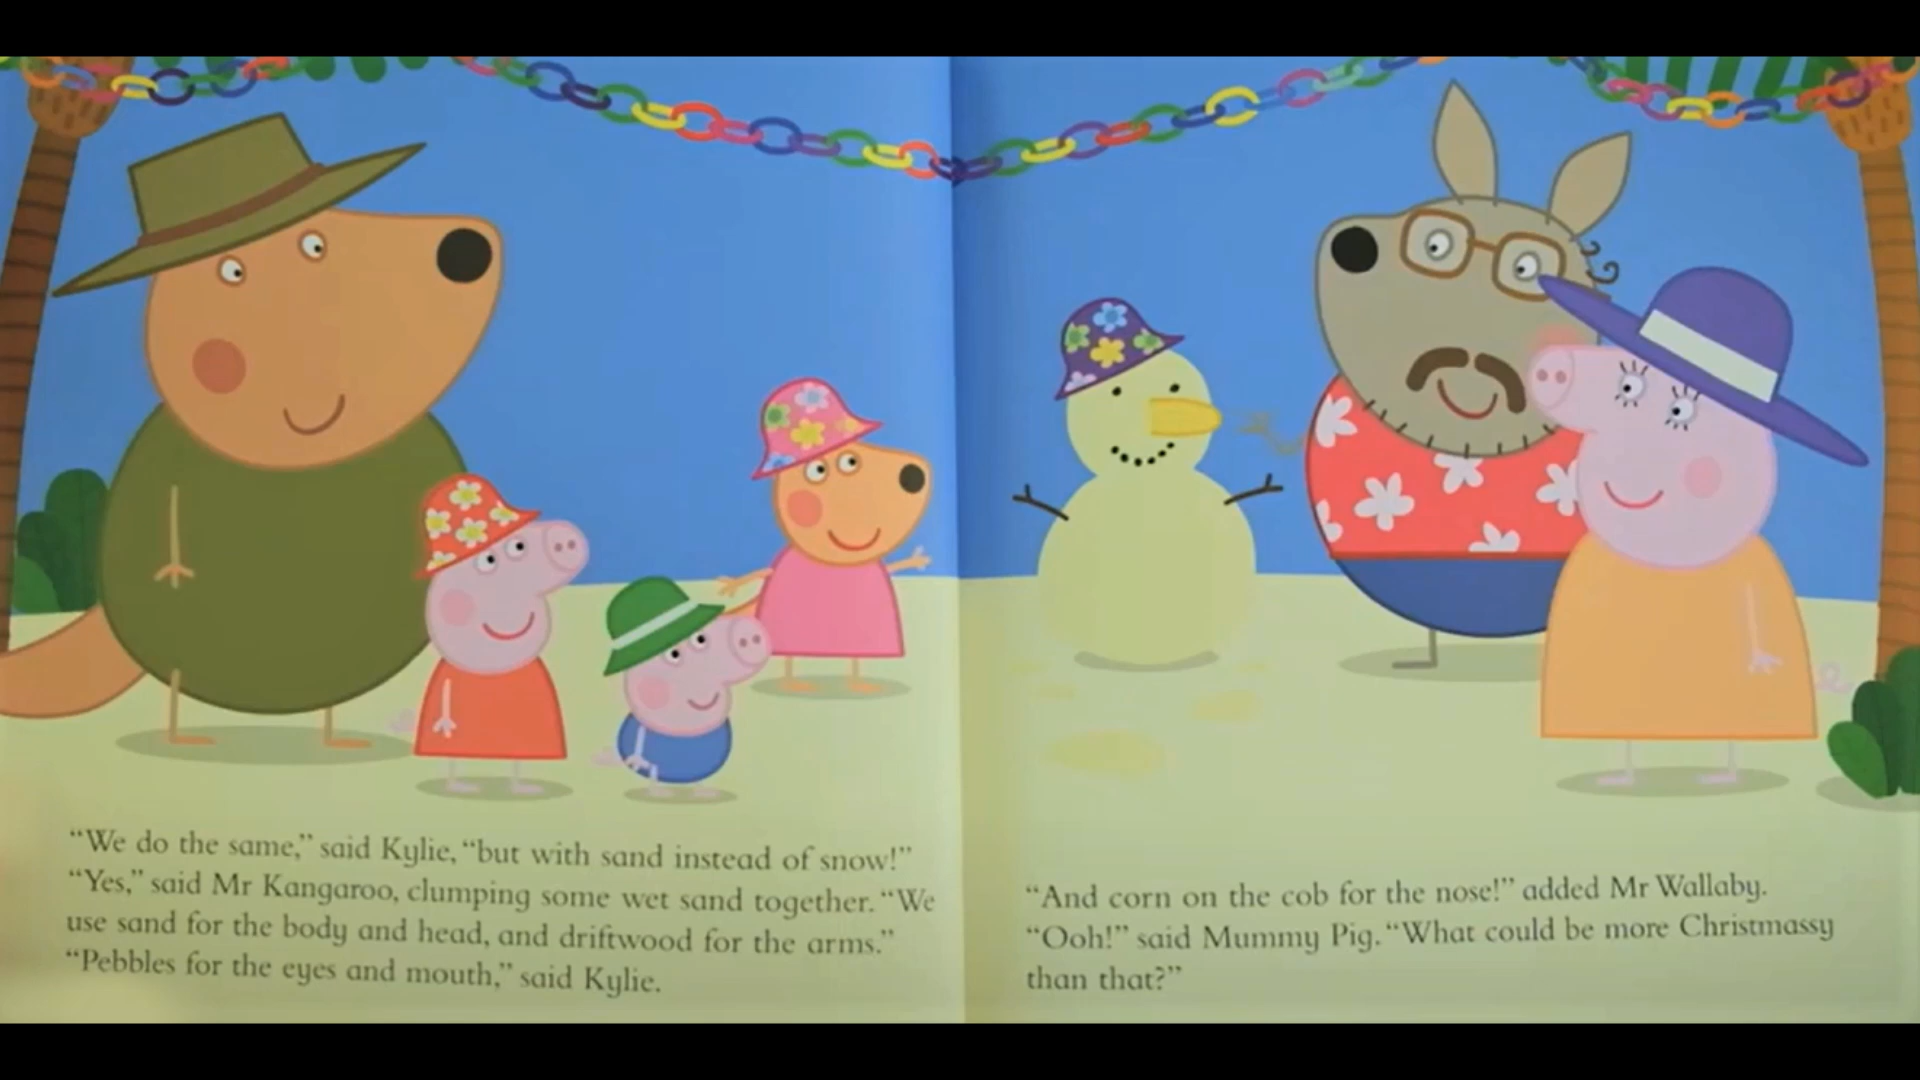 “We do the same,” said Kylie, “but with sand instead of snow!”
“Yes,” said Mr Kangaroo, clumping some wet sand together. “We
use sand for the body and head, and driftwood for the arms.”
“Pebbles for the eyes and mouth,” said Kylie.
“And corn on the cob for the nose!” added Mr Wallaby.
“Ooh!” said Mummy Pig. “What could be more Christmassy
than that?”